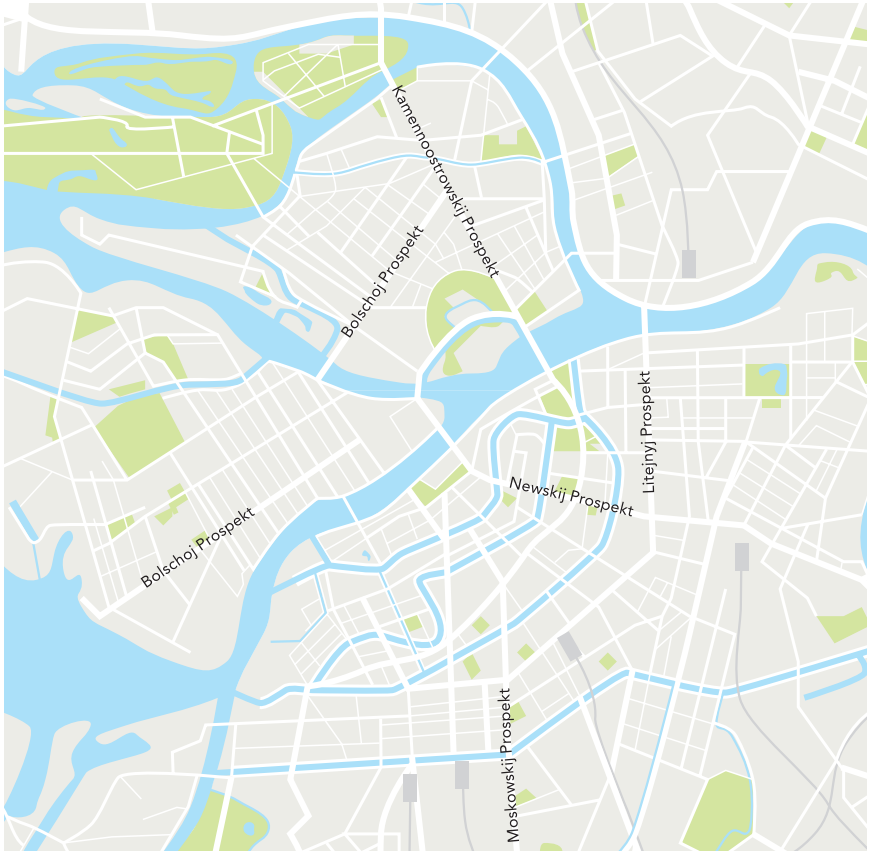 Kamennoostrowskij Prospekt
Bolschoj Prospekt
Litejnyj Prospekt
Newskij Prospekt
Bolschoj Prospekt
Moskowskij Prospekt